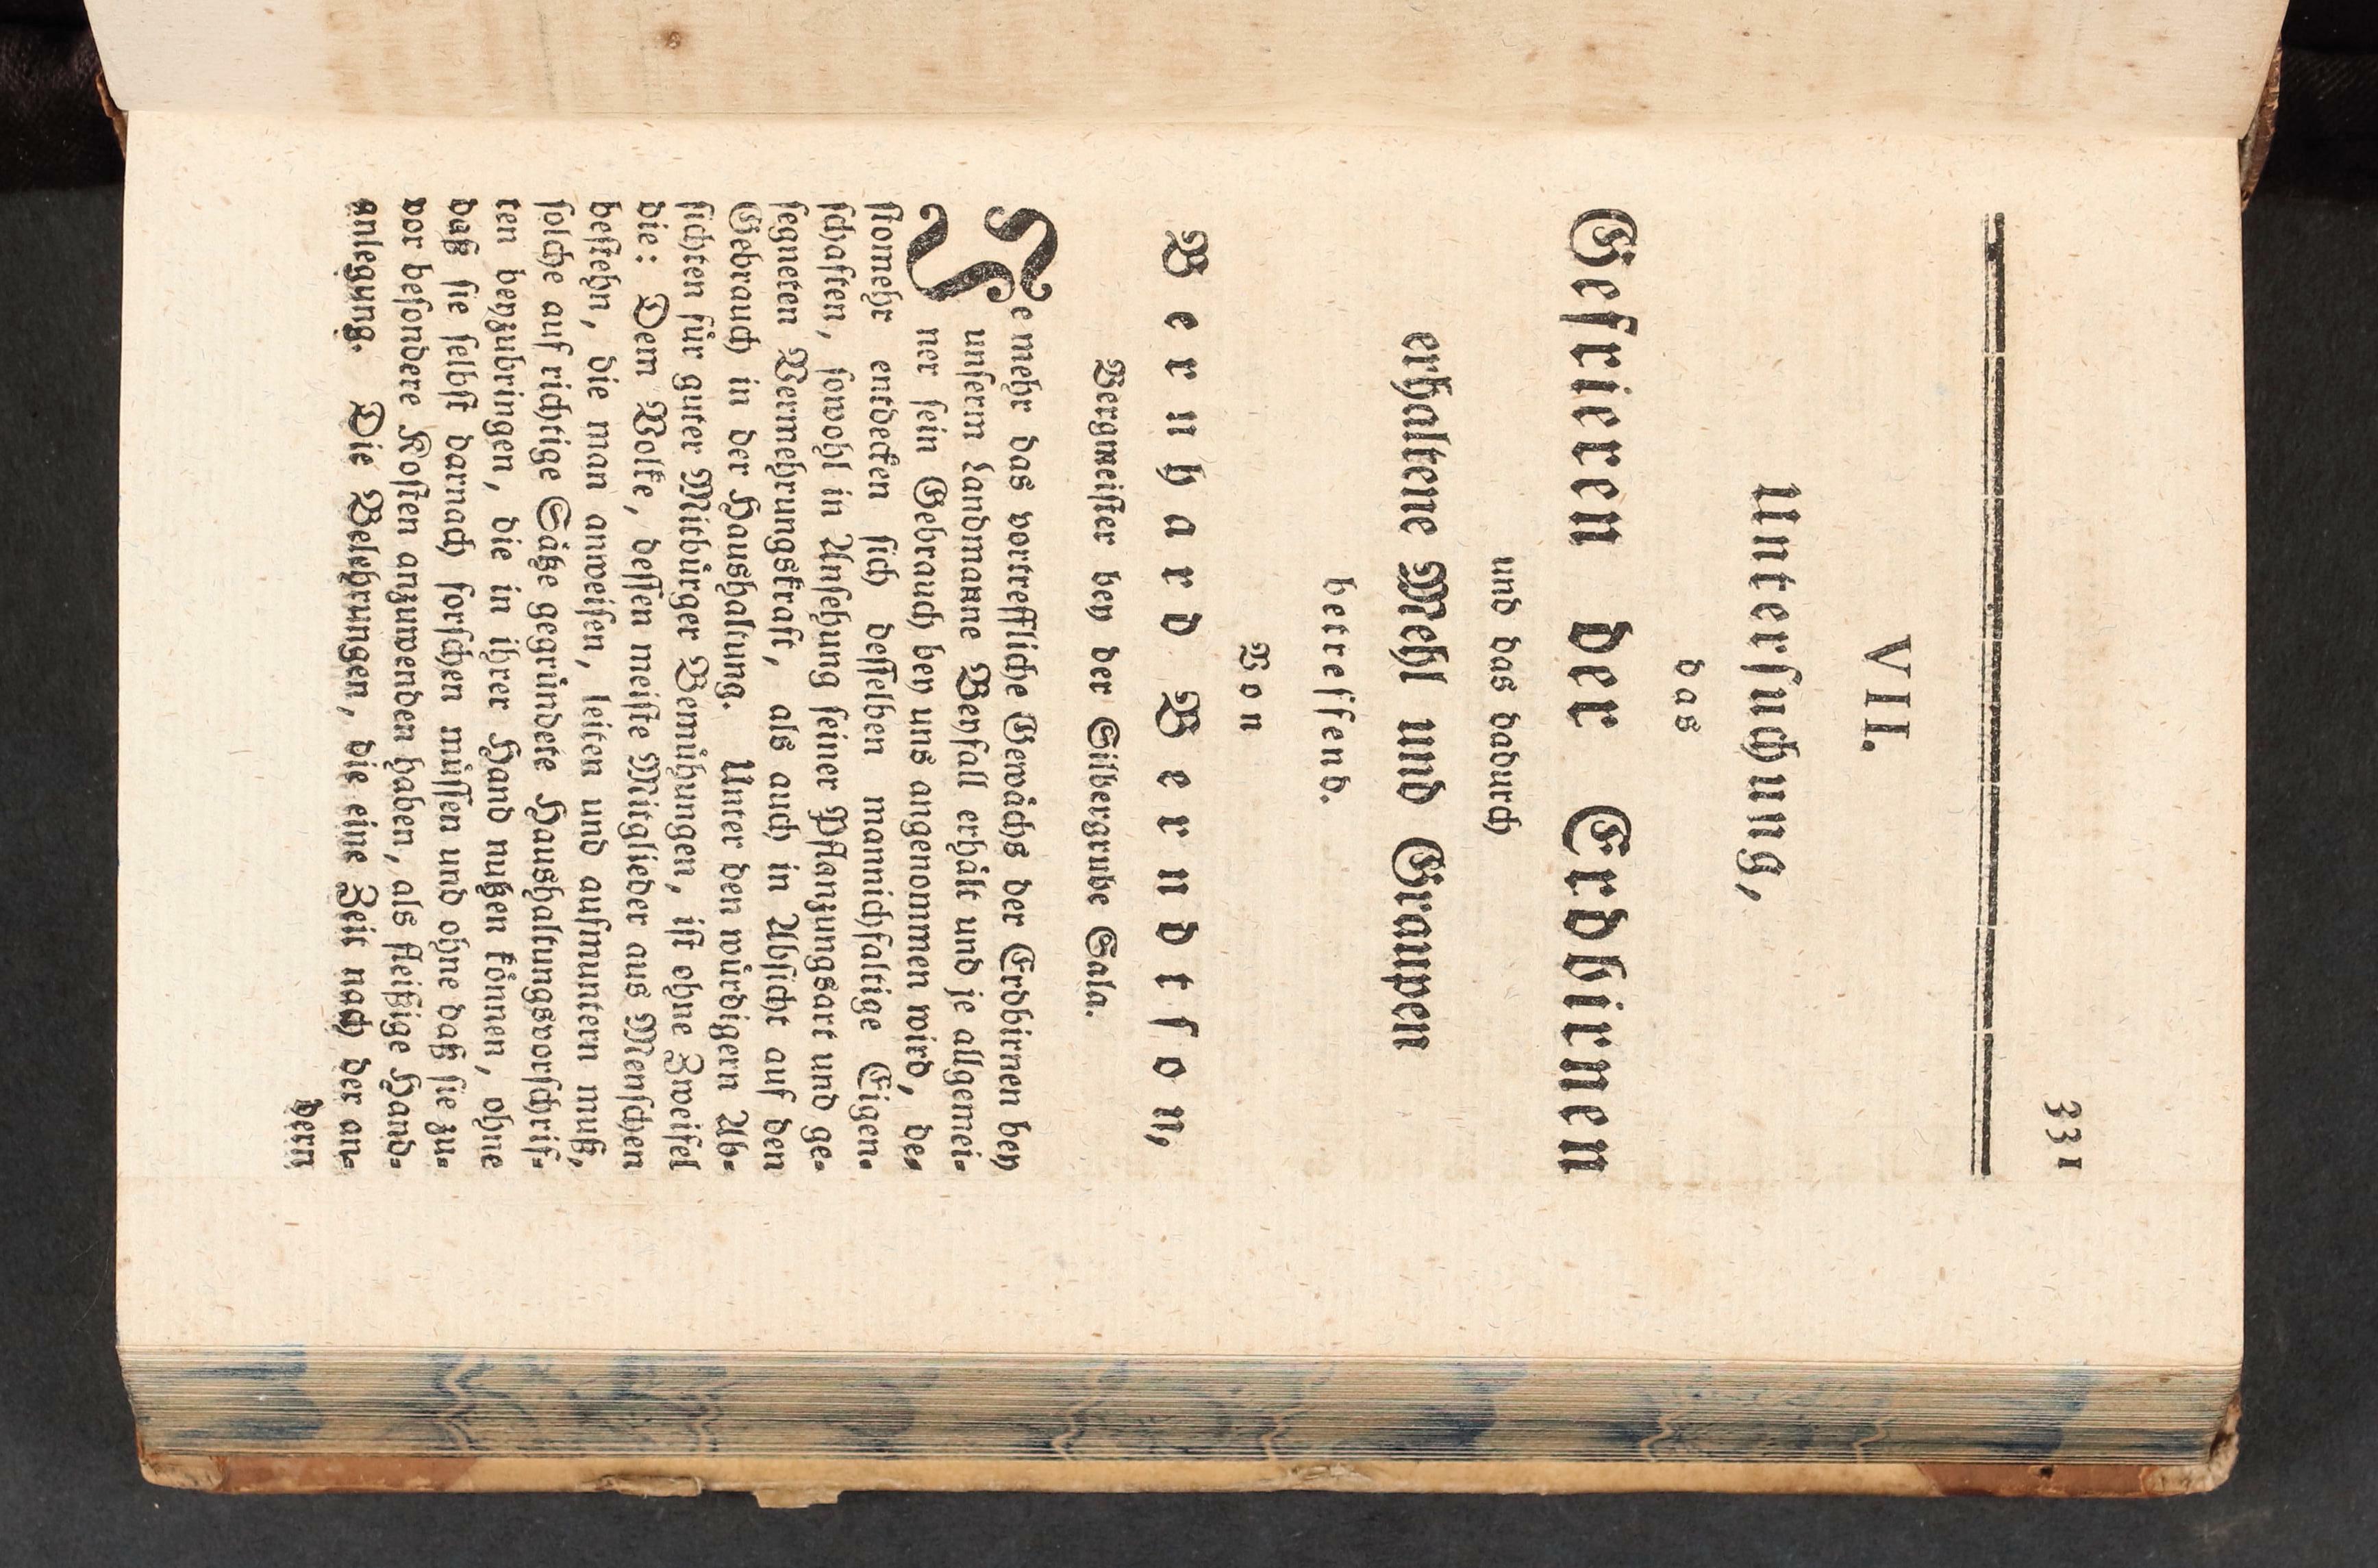 331
VII.
Untersuchung,
das
Gefrieren der Erdbirnen
und das dadurch
erhaltene Mehl und Graupen
betreffend.
Von
Bernhard Berndtson,
Bergmeister bey der Silbergrube Sala.
Je mehr das vortreffliche Gewächs der Erdbirnen bey
unserm Landmanne Beyfall erhält und je allgemei-
ner sein Gebrauch bey uns angenommen wird, de-
stomehr entdecken sich desselben mannichfaltige Eigen-
schaften, sowohl in Ansehung seiner Pflanzungsart und ge-
segneten Vermehrungskraft, als auch in Absicht auf den
Gebrauch in der Haushaltung. Unter den würdigern Ab-
sichten für guter Mitbürger Bemühungen, ist ohne Zweifel
die: Dem Volke, dessen meiste Mitglieder aus Menschen
bestehn, die man anweisen, leiten und aufmuntern muß,
solche auf richtige Sätze gegründete Haushaltungsvorschrif-
ten beyzubringen, die in ihrer Hand nutzen können, ohne
daß sie selbst darnach forschen müssen und ohne daß sie zu-
vor besondere Kosten anzuwenden haben, als fleißige Hand-
anlegung. Die Belehrungen, die eine Zeit nach der an-
dern